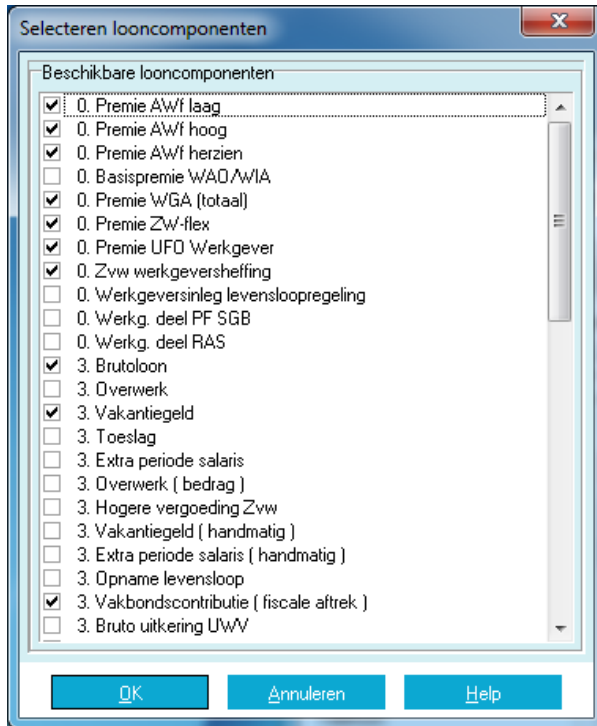 Selecteren looncomponenten
Beschikbare looncomponenten
0. Premie AWf laag
0. Premie AWf hoog
0. Premie AWf herzien
0. Basispremie WAO/WIA
0. Premie WGA (totaal)
0. Premie ZW-flex
0. Premie UFO Werkgever
0. Zvw werkgeversheffing
0. Werkgeversinleg levensloopregeling
0. Werkg. deel PF SGB
0. Werkg. deel RAS
3. Brutoloon
3. Overwerk
3. Vakantiegeld
3. Toeslag
3. Extra periode salaris
3. Overwerk ( bedrag )
3. Hogere vergoeding Zvw
3. Vakantiegeld ( handmatig )
3. Extra periode salaris ( handmatig )
3. Opname levensloop
3. Vakbondscontributie ( fiscale aftrek )
3. Bruto uitkering UWV
OK Annuleren Help